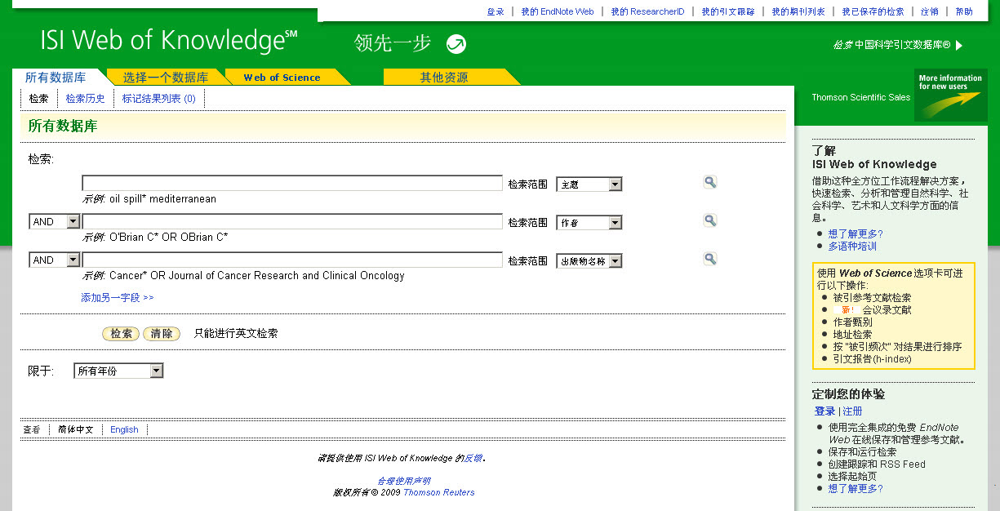 登录 | 我的 EndNote Web | 我的 ResearcherID | 我的引文跟踪 | 我的期刊列表 | 我已保存的检索 | 注销 | 帮助
ISI Web of Knowledge℠ 领先一步
检索中国科学引文数据库®
所有数据库 选择一个数据库 Web of Science 其他资源
检索 检索历史 标记结果列表 (0)
More information
for new users
Thomson Scientific Sales
所有数据库
检索:
检索范围 主题
示例: oil spill* mediterranean
AND 检索范围 作者
示例: O'Brian C* OR OBrian C*
AND 检索范围 出版物名称
示例: Cancer* OR Journal of Cancer Research and Clinical Oncology
添加另一字段 >>
检索 清除 只能进行英文检索
限于: 所有年份
查看 简体中文 English
请提供使用 ISI Web of Knowledge 的反馈。
合理使用声明
版权所有 © 2009 Thomson Reuters
了解
ISI Web of Knowledge
借助这种全方位工作流程解决方案，
快速检索、分析和管理自然科学、社
会科学、艺术和人文科学方面的信
息。
想了解更多?
多语种培训
使用 Web of Science 选项卡可进
行以下操作:
被引参考文献检索
新! 会议录文献
作者甄别
地址检索
按 "被引频次" 对结果进行排序
引文报告(h-index)
定制您的体验
登录 | 注册
使用完全集成的免费 EndNote
Web 在线保存和管理参考文献。
保存和运行检索
创建跟踪和 RSS Feed
选择起始页
想了解更多?